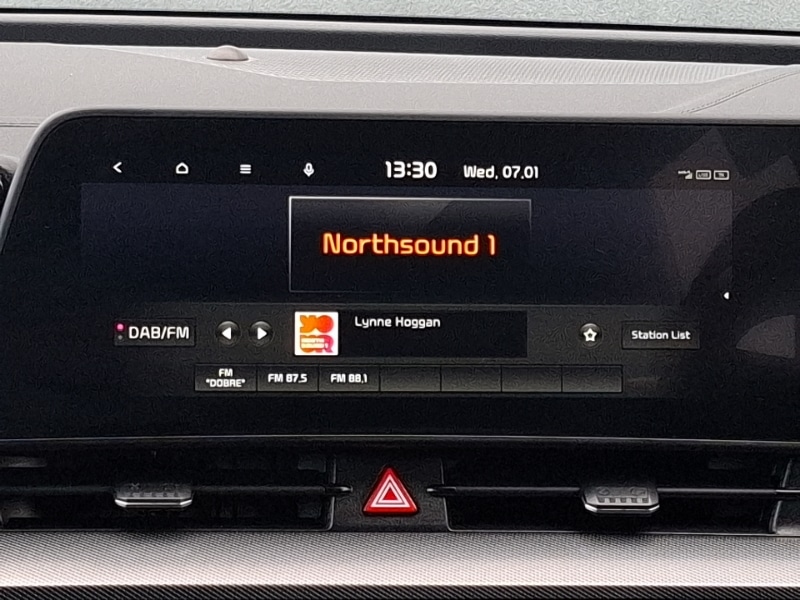 13:30 Wed, 07.01
Northsound 1
DAB/FM
Lynne Hoggan
Station List
FM
"DOBRE"
FM 87.5
FM 88.1